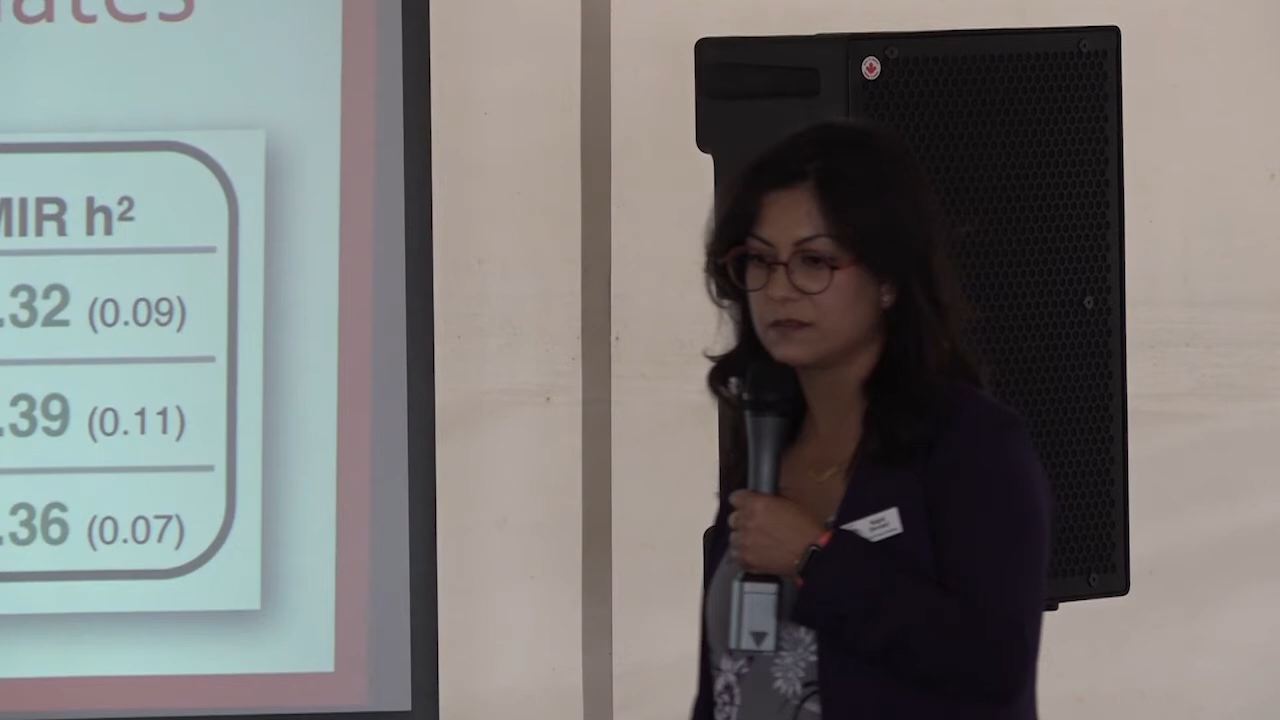 ates
MIR h²
.32 (0.09)
.39 (0.11)
.36 (0.07)